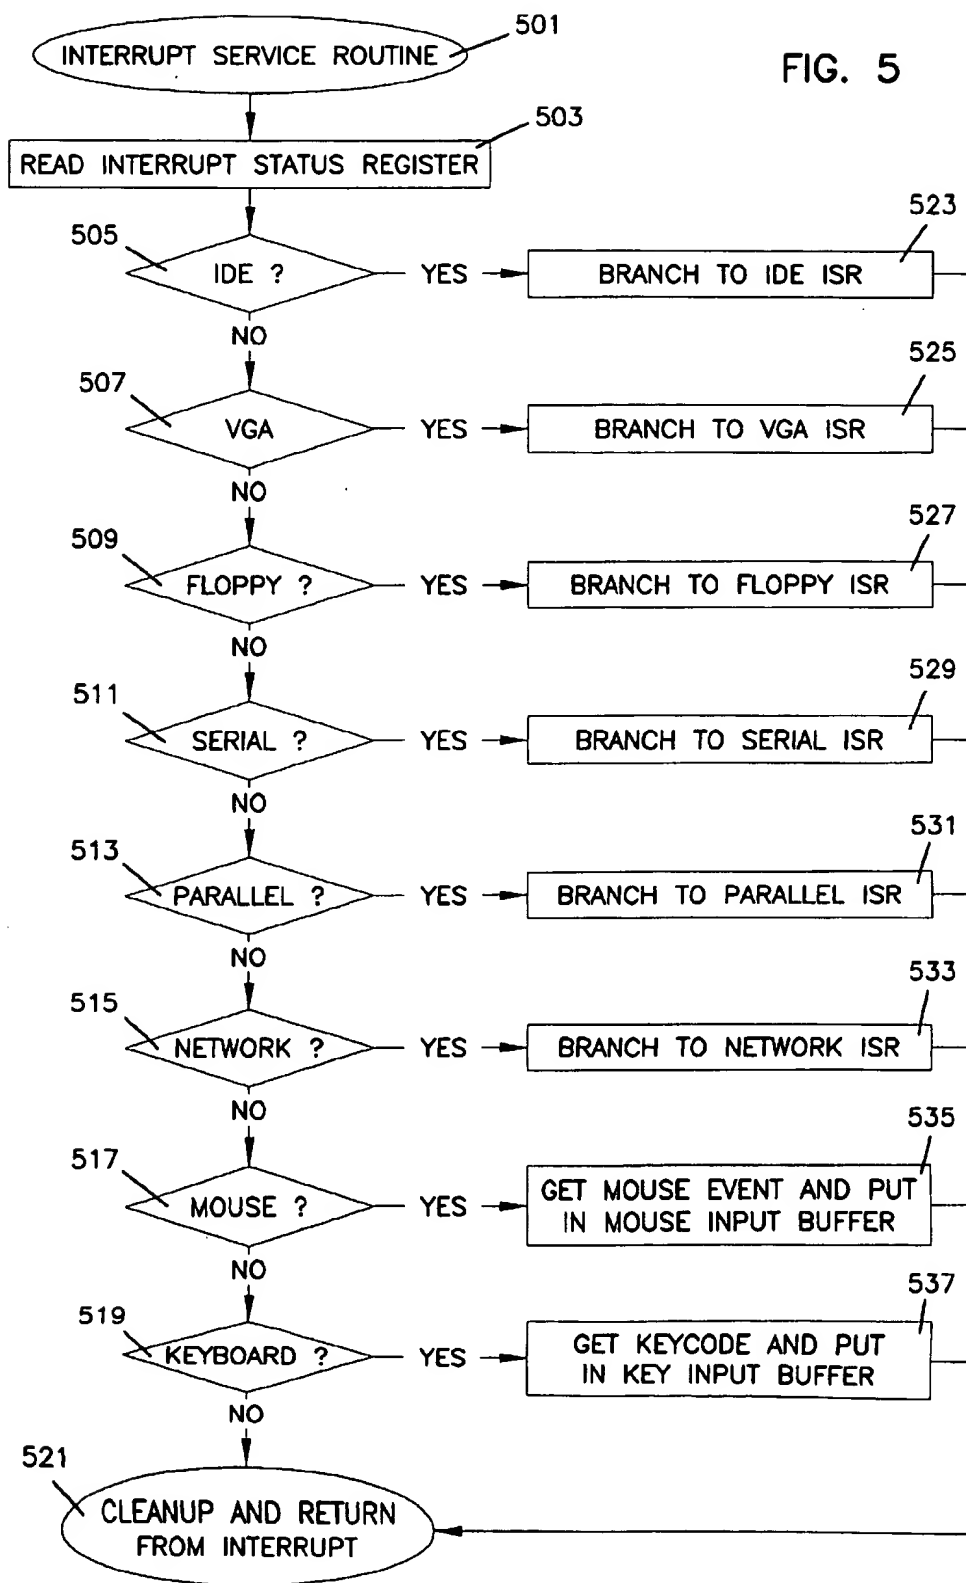 501
INTERRUPT SERVICE ROUTINE
FIG. 5
503
READ INTERRUPT STATUS REGISTER
505
IDE ?
YES
523
BRANCH TO IDE ISR
NO
507
VGA
YES
525
BRANCH TO VGA ISR
NO
509
FLOPPY ?
YES
527
BRANCH TO FLOPPY ISR
NO
511
SERIAL ?
YES
529
BRANCH TO SERIAL ISR
NO
513
PARALLEL ?
YES
531
BRANCH TO PARALLEL ISR
NO
515
NETWORK ?
YES
533
BRANCH TO NETWORK ISR
NO
517
MOUSE ?
YES
535
GET MOUSE EVENT AND PUT
IN MOUSE INPUT BUFFER
NO
519
KEYBOARD ?
YES
537
GET KEYCODE AND PUT
IN KEY INPUT BUFFER
NO
521
CLEANUP AND RETURN
FROM INTERRUPT